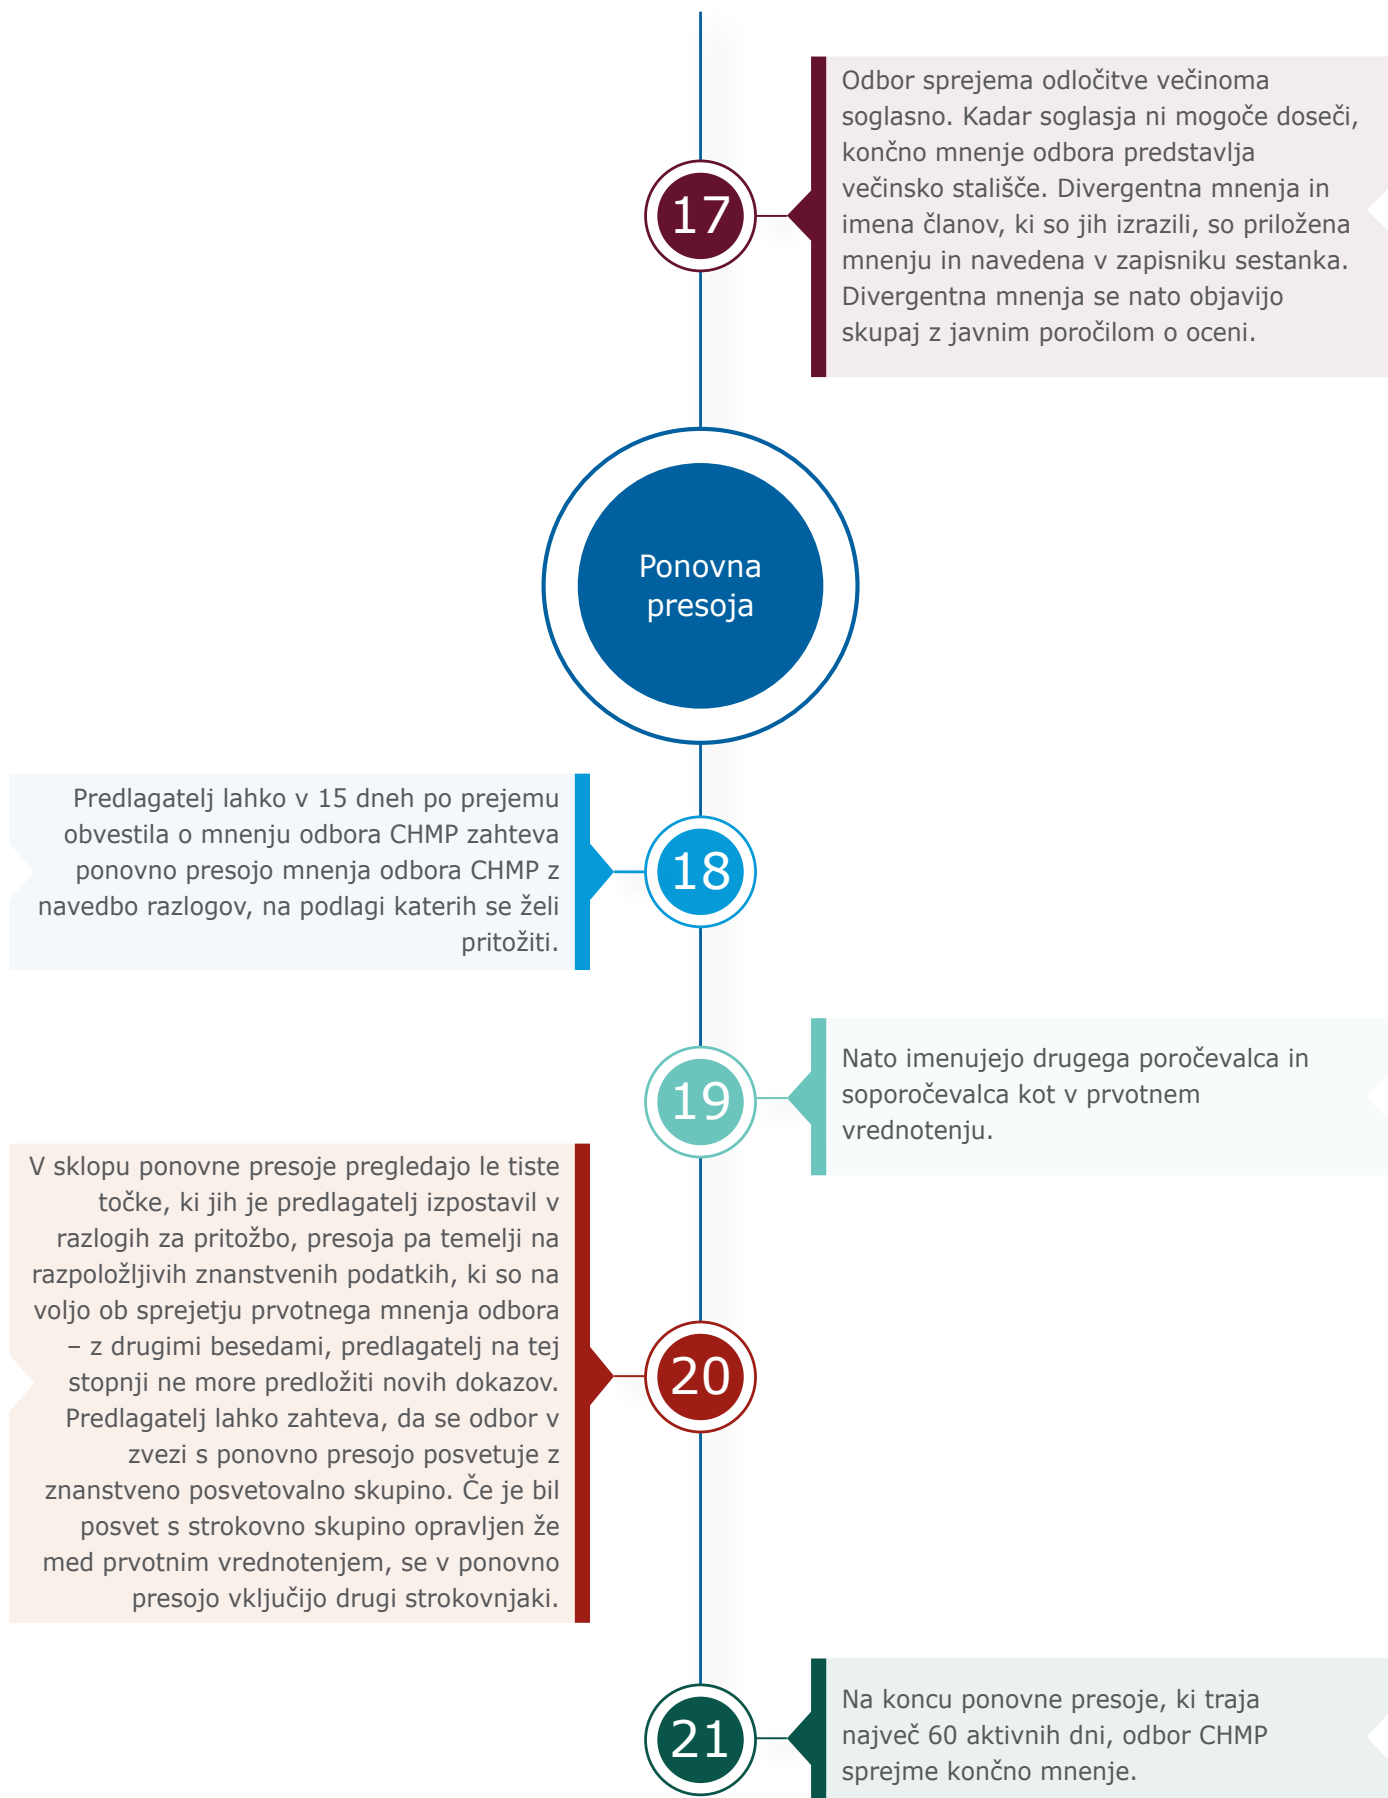 17
Odbor sprejema odločitve večinoma
soglasno. Kadar soglasja ni mogoče doseči,
končno mnenje odbora predstavlja
večinsko stališče. Divergentna mnenja in
imena članov, ki so jih izrazili, so priložena
mnenju in navedena v zapisniku sestanka.
Divergentna mnenja se nato objavijo
skupaj z javnim poročilom o oceni.
Ponovna
presoja
18
Predlagatelj lahko v 15 dneh po prejemu
obvestila o mnenju odbora CHMP zahteva
ponovno presojo mnenja odbora CHMP z
navedbo razlogov, na podlagi katerih se želi
pritožiti.
19
Nato imenujejo drugega poročevalca in
soporočevalca kot v prvotnem
vrednotenju.
20
V sklopu ponovne presoje pregledajo le tiste
točke, ki jih je predlagatelj izpostavil v
razlogih za pritožbo, presoja pa temelji na
razpoložljivih znanstvenih podatkih, ki so na
voljo ob sprejetju prvotnega mnenja odbora
– z drugimi besedami, predlagatelj na tej
stopnji ne more predložiti novih dokazov.
Predlagatelj lahko zahteva, da se odbor v
zvezi s ponovno presojo posvetuje z
znanstveno posvetovalno skupino. Če je bil
posvet s strokovno skupino opravljen že
med prvotnim vrednotenjem, se v ponovno
presojo vključijo drugi strokovnjaki.
21
Na koncu ponovne presoje, ki traja
največ 60 aktivnih dni, odbor CHMP
sprejme končno mnenje.